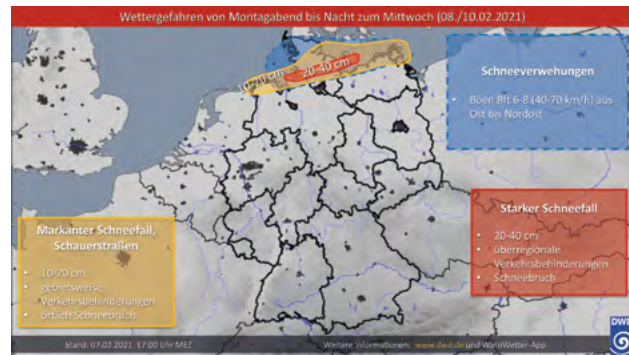 Wettergefahren von Montagabend bis Nacht zum Mittwoch (08./10.02.2021)
10-20 cm
20-40 cm
Schneeverwehungen
• Böen Bft 6-8 (40-70 km/h) aus
Ost bis Nordost
Markanter Schneefall,
Schauerstraßen
• 10-20 cm
• gebietsweise
Verkehrsbehinderungen
• örtlich Schneebruch
Starker Schneefall
• 20-40 cm
• überregionale
Verkehrsbehinderungen
• Schneebruch
Stand: 07.02.2021, 17:00 Uhr MEZ
Weitere Informationen: www.dwd.de und WarnWetter-App
DWD